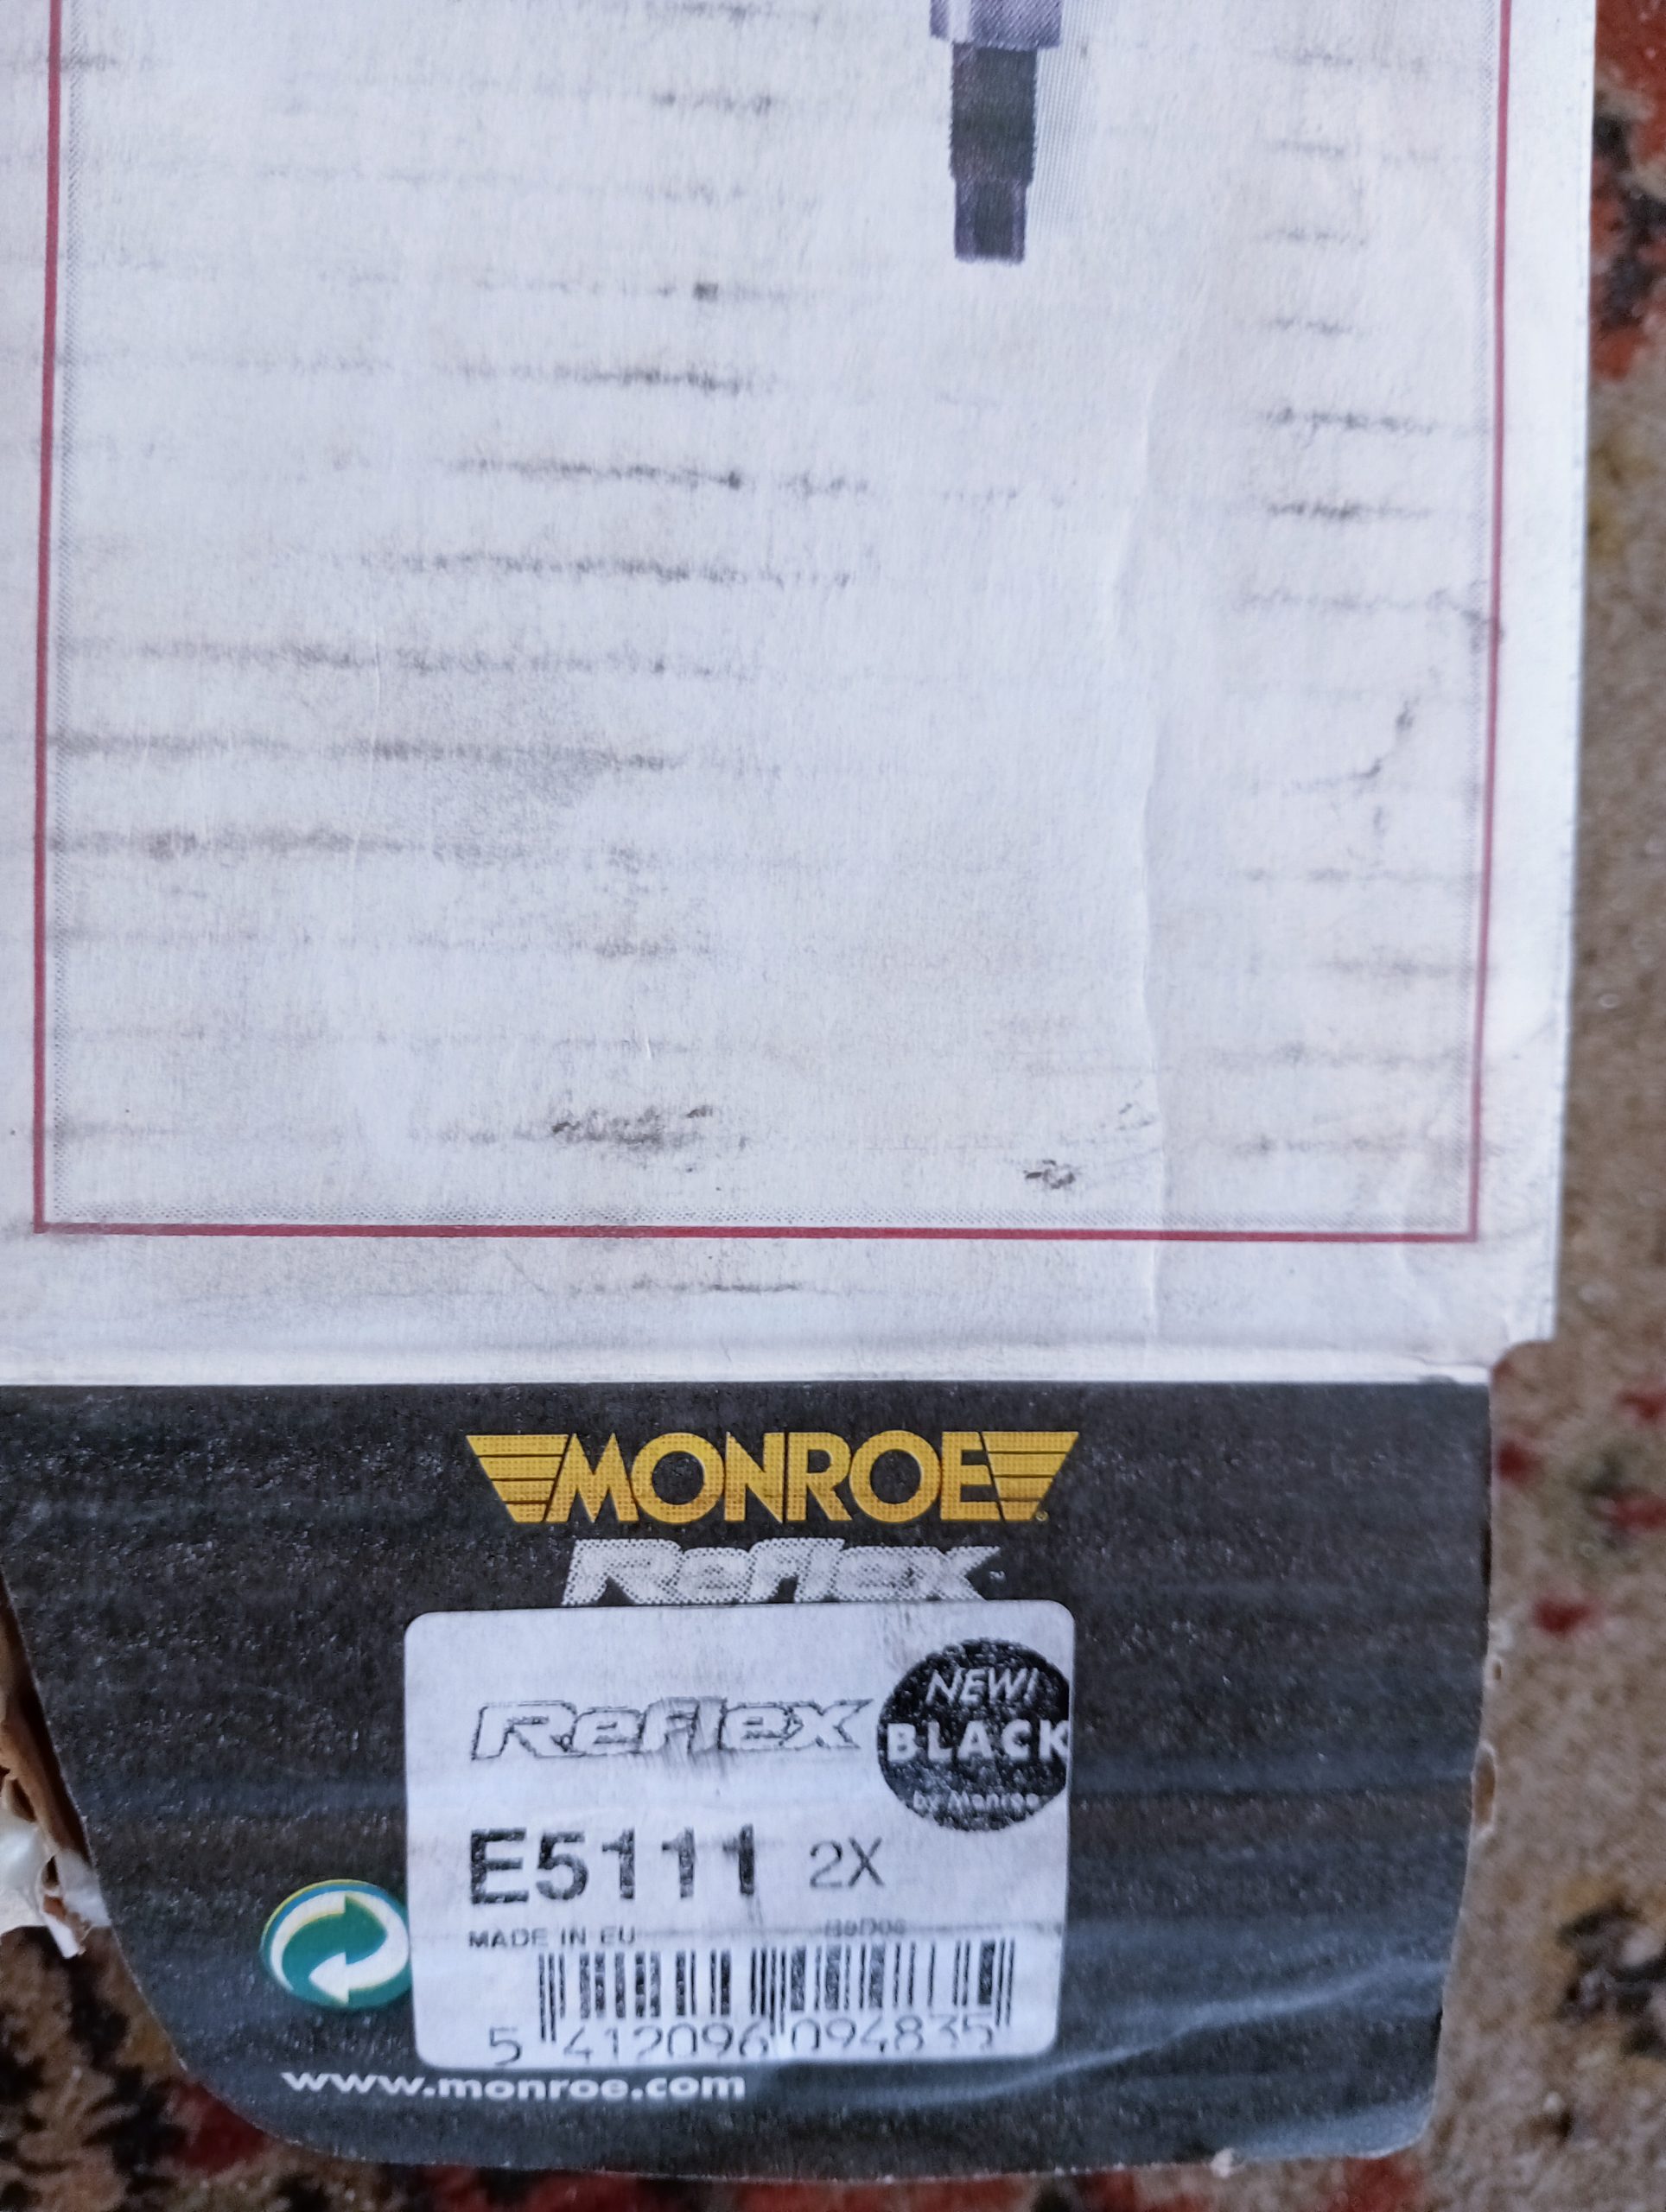 MONROE
Reflex
Reflex
NEW!
BLACK
by Monroe
E5111 2X
MADE IN EU
5 412096 094835
www.monroe.com